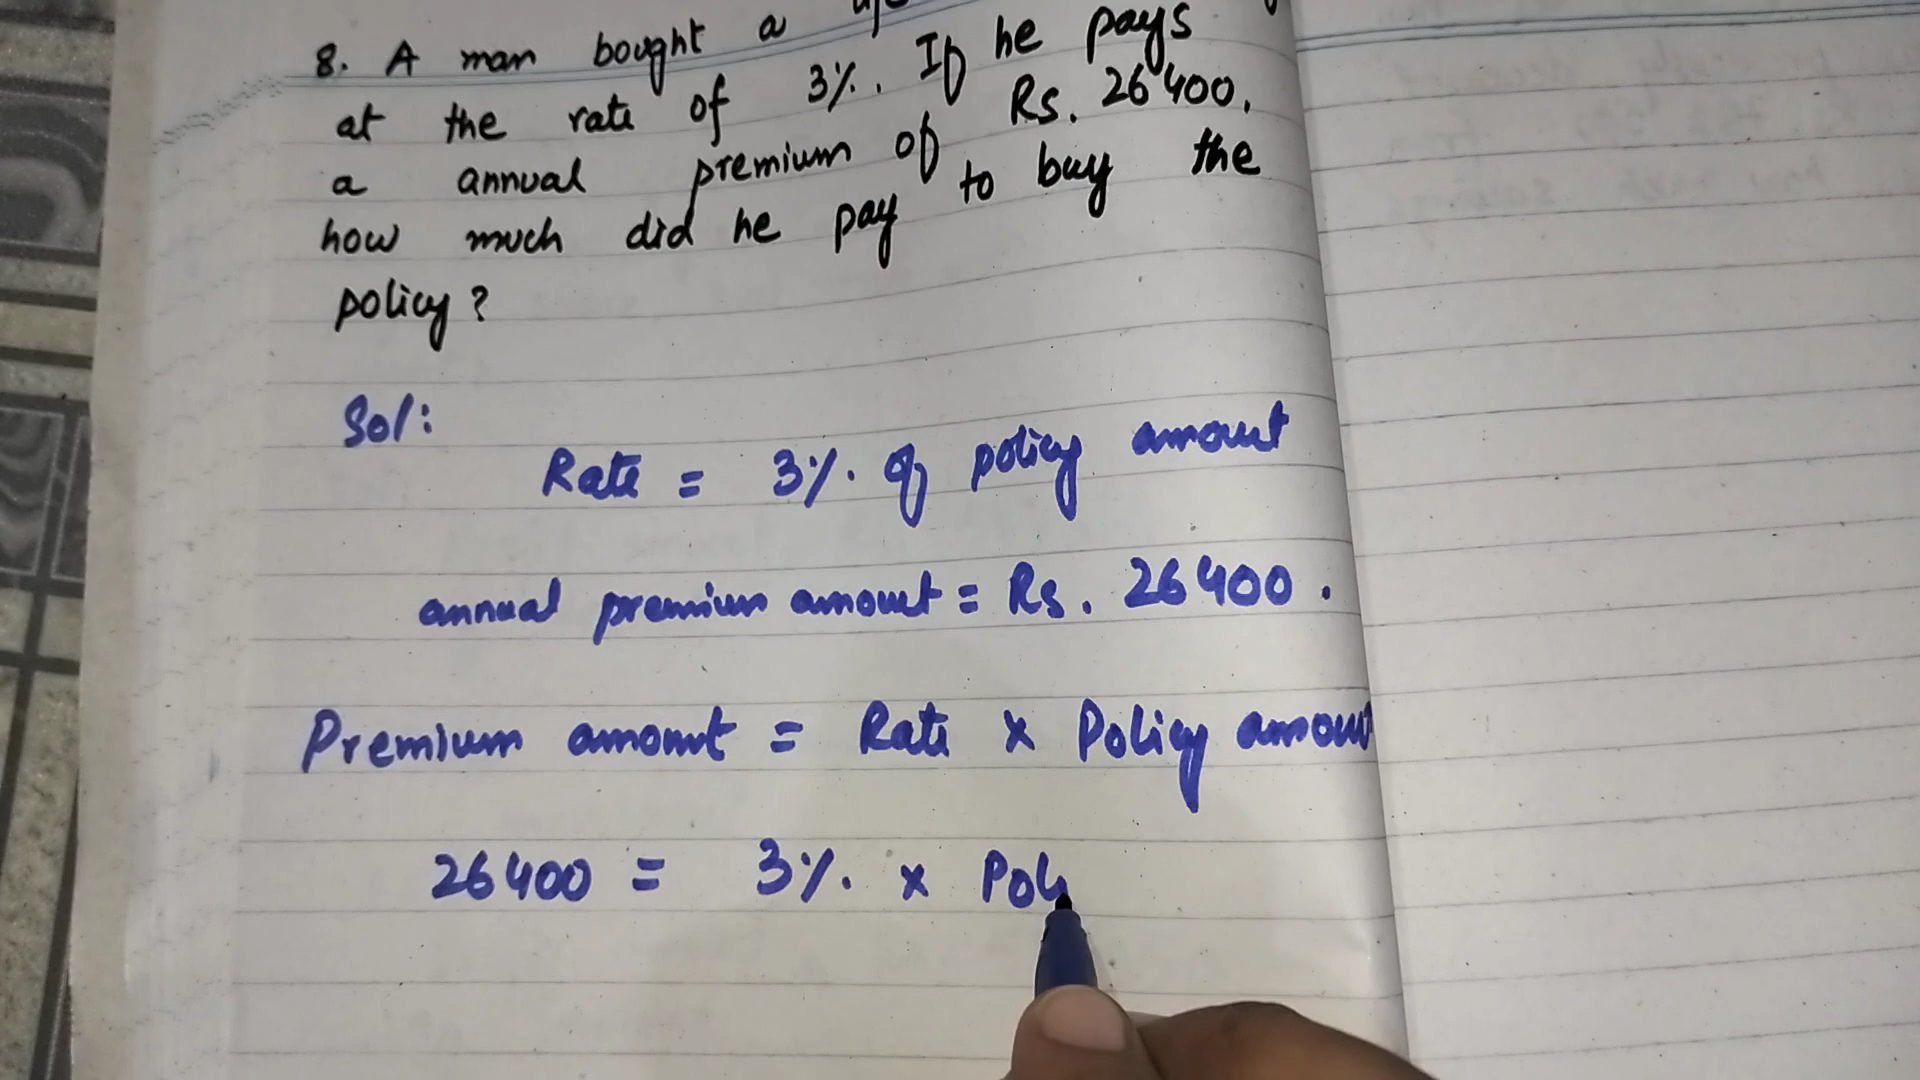 8. A man bought a
at the rate of 3%. If he pays
a annual premium of Rs. 26400.
how much did he pay to buy the
policy?
Sol:
Rate = 3%. of policy amount
annual premium amount = Rs. 26400.
Premium amount = Rate x Policy amount
26400 = 3%. x Poli